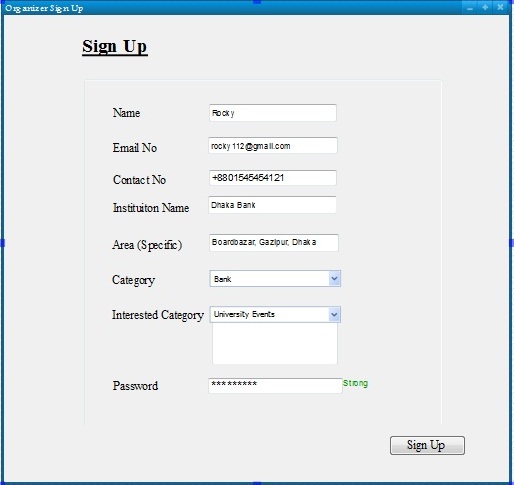 Organizer Sign Up
Sign Up
Name Rocky
Email No rocky112@gmail.com
Contact No +8801545454121
Instituiton Name Dhaka Bank
Area (Specific) Boardbazar, Gazipur, Dhaka
Category Bank
Interested Category University Events
Password ********* Strong
Sign Up